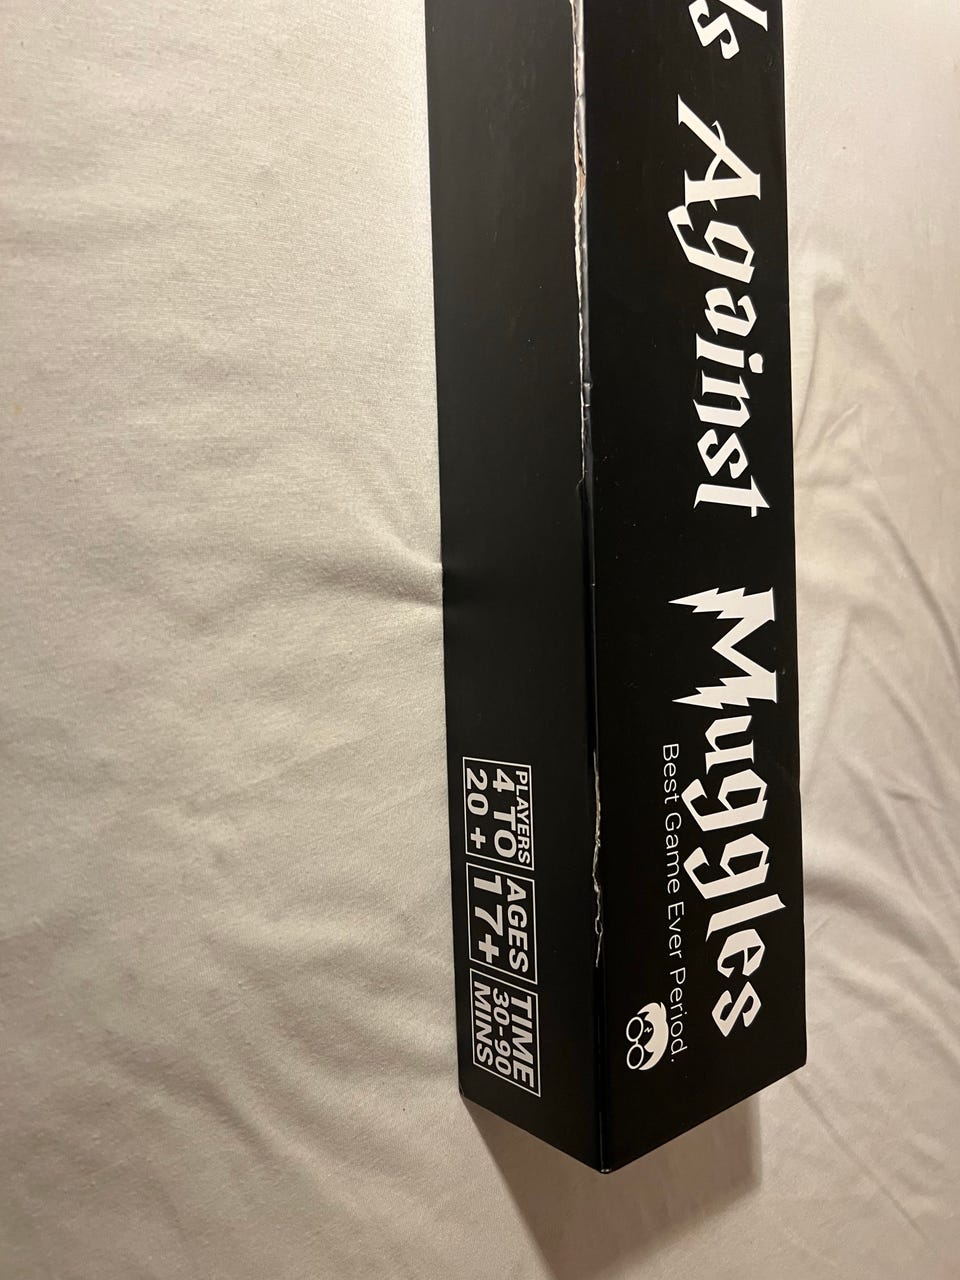 Against Muggles
Best Game Ever Period.
PLAYERS
4 TO
20 +
AGES
17+
TIME
30-90
MINS